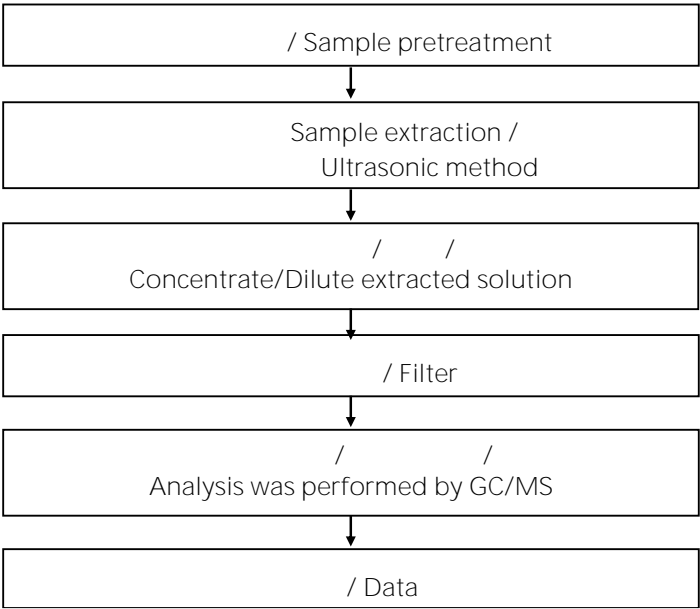 / Sample pretreatment
Sample extraction /
Ultrasonic method
/ /
Concentrate/Dilute extracted solution
/ Filter
/ /
Analysis was performed by GC/MS
/ Data